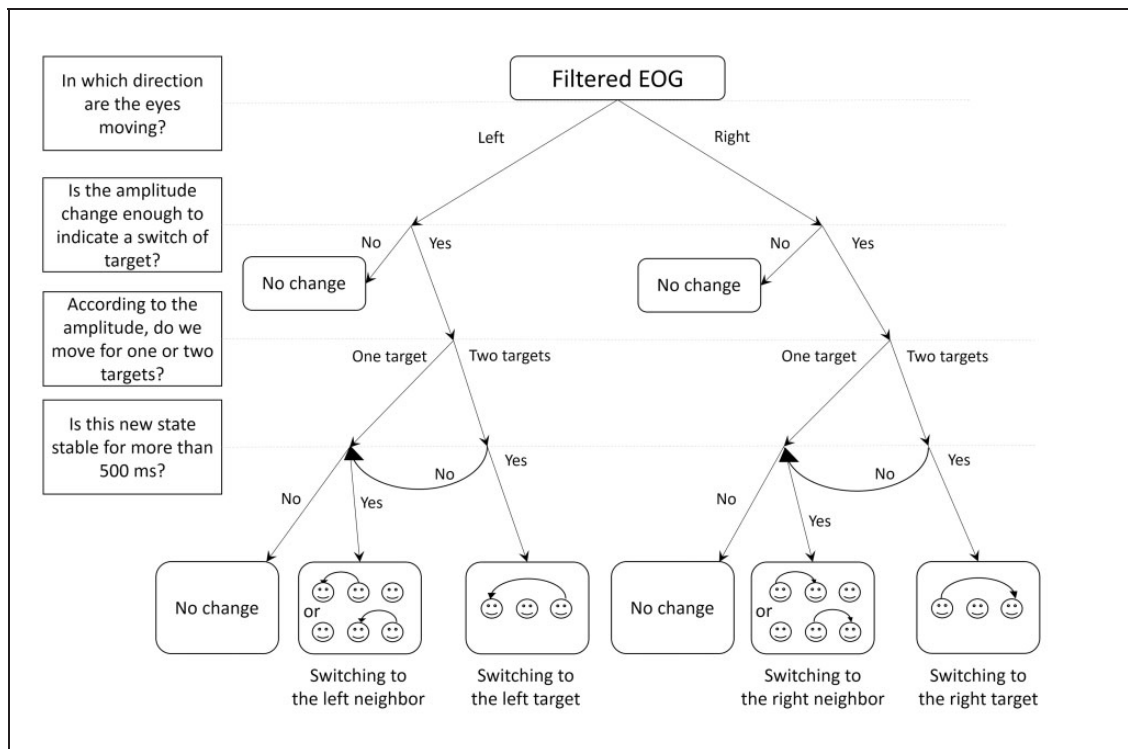 In which direction
are the eyes
moving?
Filtered EOG
Left
Right
Is the amplitude
change enough to
indicate a switch of
target?
No
Yes
No
Yes
No change
No change
According to the
amplitude, do we
move for one or two
targets?
One target
Two targets
One target
Two targets
Is this new state
stable for more than
500 ms?
No
Yes
No
Yes
No
Yes
No
Yes
No change
or
No change
or
Switching to
the left neighbor
Switching to
the left target
Switching to
the right neighbor
Switching to
the right target